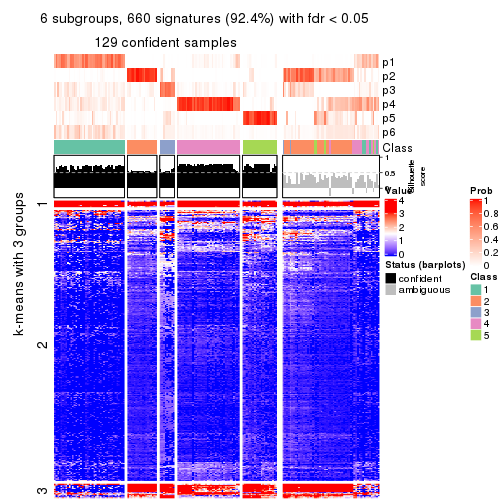 6 subgroups, 660 signatures (92.4%) with fdr < 0.05
129 confident samples
p1
p2
p3
p4
p5
p6
Class
1
0.5
0
Silhouette
score
k-means with 3 groups
1
2
3
Value
4
3
2
1
0
Status (barplots)
confident
ambiguous
Prob
1
0.8
0.6
0.4
0.2
0
Class
1
2
3
4
5